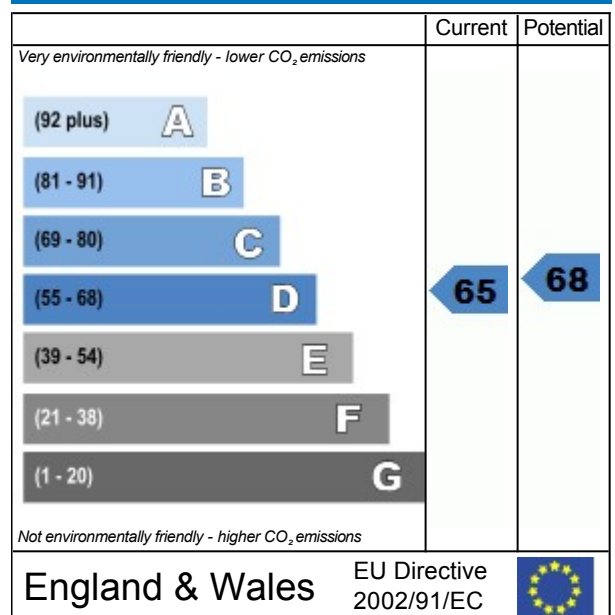 Current Potential
Very environmentally friendly - lower CO₂ emissions
(92 plus) A
(81 - 91) B
(69 - 80) C
(55 - 68) D
65
68
(39 - 54) E
(21 - 38) F
(1 - 20) G
Not environmentally friendly - higher CO₂ emissions
England & Wales
EU Directive
2002/91/EC